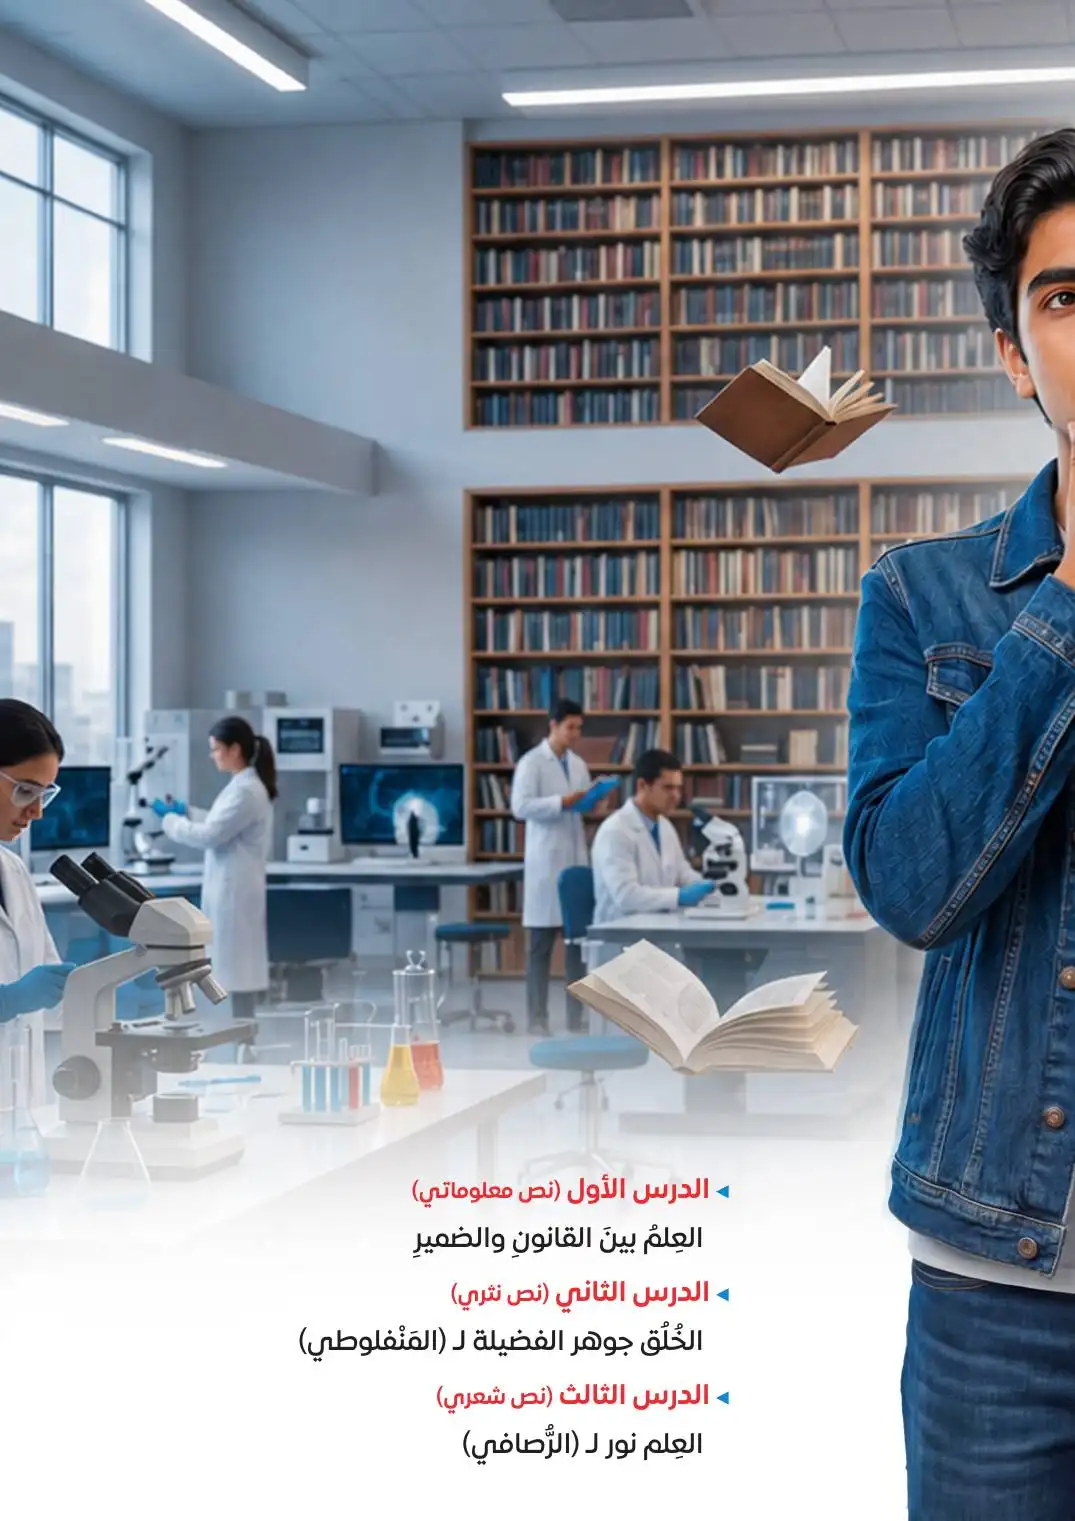 ◂ الدرس الأول (نص معلوماتي)
العِلمُ بينَ القانونِ والضميرِ
◂ الدرس الثاني (نص نثري)
الخُلُق جوهر الفضيلة لـ (المَنْفلوطي)
◂ الدرس الثالث (نص شعري)
العِلم نور لـ (الرُّصافي)